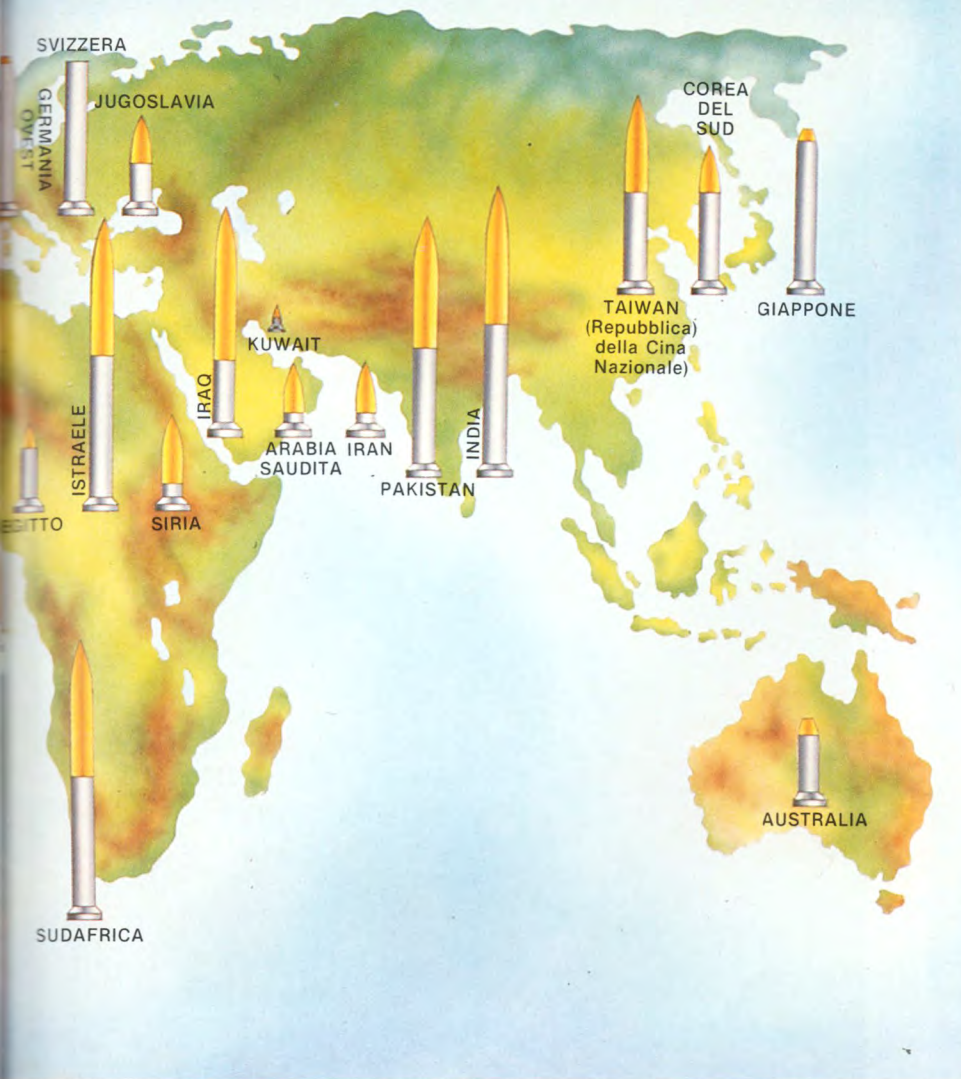 SVIZZERA
GERMANIA
OVEST
JUGOSLAVIA
COREA
DEL
SUD
TAIWAN
(Repubblica)
della Cina
Nazionale)
GIAPPONE
KUWAIT
IRAQ
ISTRAELE
ARABIA
SAUDITA
IRAN
INDIA
PAKISTAN
EGITTO
SIRIA
SUDAFRICA
AUSTRALIA